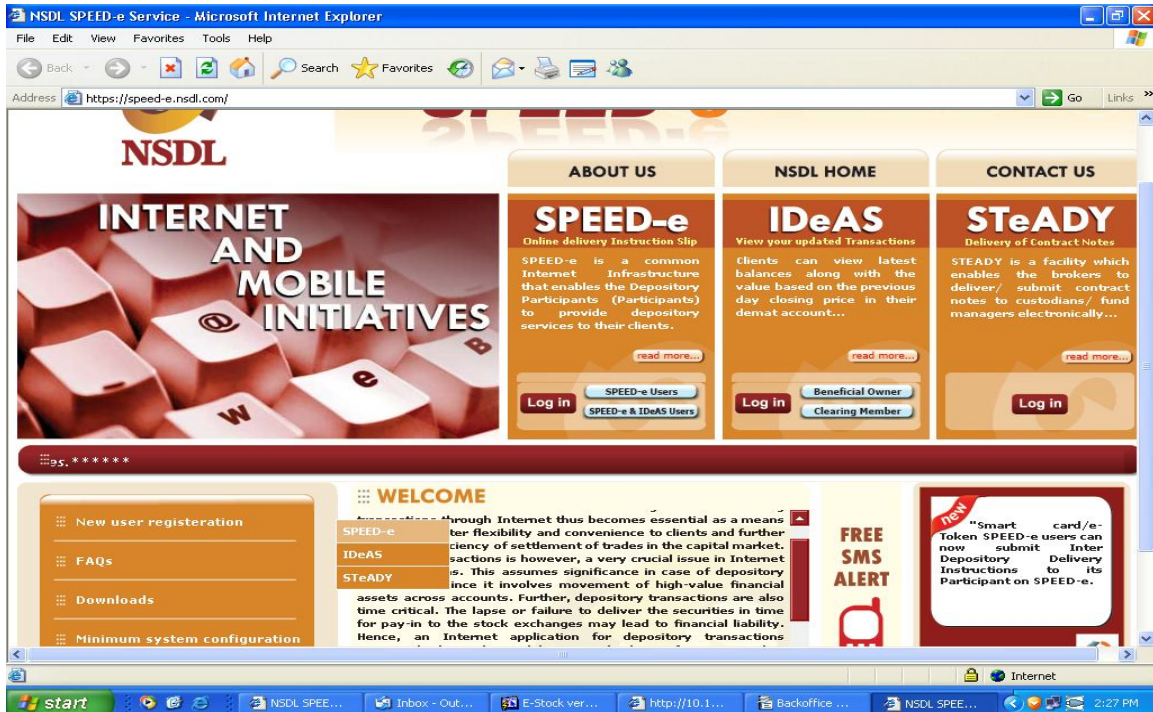 NSDL SPEED-e Service - Microsoft Internet Explorer
File Edit View Favorites Tools Help
Back Search Favorites
Address https://speed-e.nsdl.com/ Go Links »
NSDL
ABOUT US NSDL HOME CONTACT US
INTERNET
AND
MOBILE
INITIATIVES
@ w e B
SPEED-e
Online delivery Instruction Slip
SPEED-e is a common
Internet Infrastructure
that enables the Depository
Participants (Participants)
to provide depository
services to their clients.
read more...)
Log in
SPEED-e Users
SPEED-e & IDeAS Users
IDeAS
View your updated Transactions
Clients can view latest
balances along with the
value based on the previous
day closing price in their
demat account...
read more...)
Log in
Beneficial Owner
Clearing Member
STeADY
Delivery of Contract Notes
STEADY is a facility which
enables the brokers to
deliver/ submit contract
notes to custodians/ fund
managers electronically...
read more...)
Log in
es. * * * * * *
New user registeration
FAQs
Downloads
Minimum system configuration
SPEED-e
IDeAS
STeADY
WELCOME
through Internet thus becomes essential as a means
ter flexibility and convenience to clients and further
ciency of settlement of trades in the capital market.
sactions is however, a very crucial issue in Internet
s. This assumes significance in case of depository
ince it involves movement of high-value financial
assets across accounts. Further, depository transactions are also
time critical. The lapse or failure to deliver the securities in time
for pay-in to the stock exchanges may lead to financial liability.
Hence, an Internet application for depository transactions
FREE
SMS
ALERT
new
"Smart card/e-
Token SPEED-e users can
now submit Inter
Depository Delivery
Instructions to its
Participant on SPEED-e.
Internet
start NSDL SPEE... Inbox - Out... E-Stock ver... http://10.1... Backoffice ... NSDL SPEE... 2:27 PM